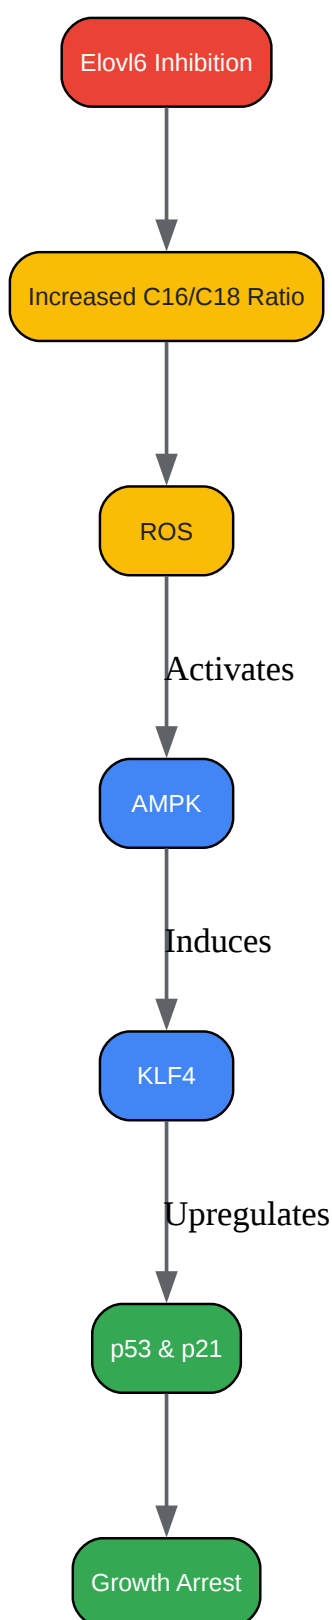 Elovl6 Inhibition
Increased C16/C18 Ratio
ROS
Activates
AMPK
Induces
KLF4
Upregulates
p53 & p21
Growth Arrest